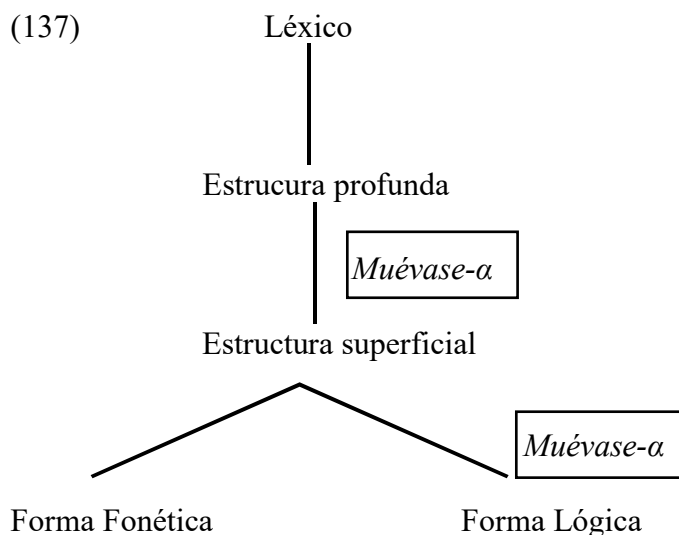 (137) Léxico
Estrucura profunda
Muévase-α
Estructura superficial
Muévase-α
Forma Fonética Forma Lógica